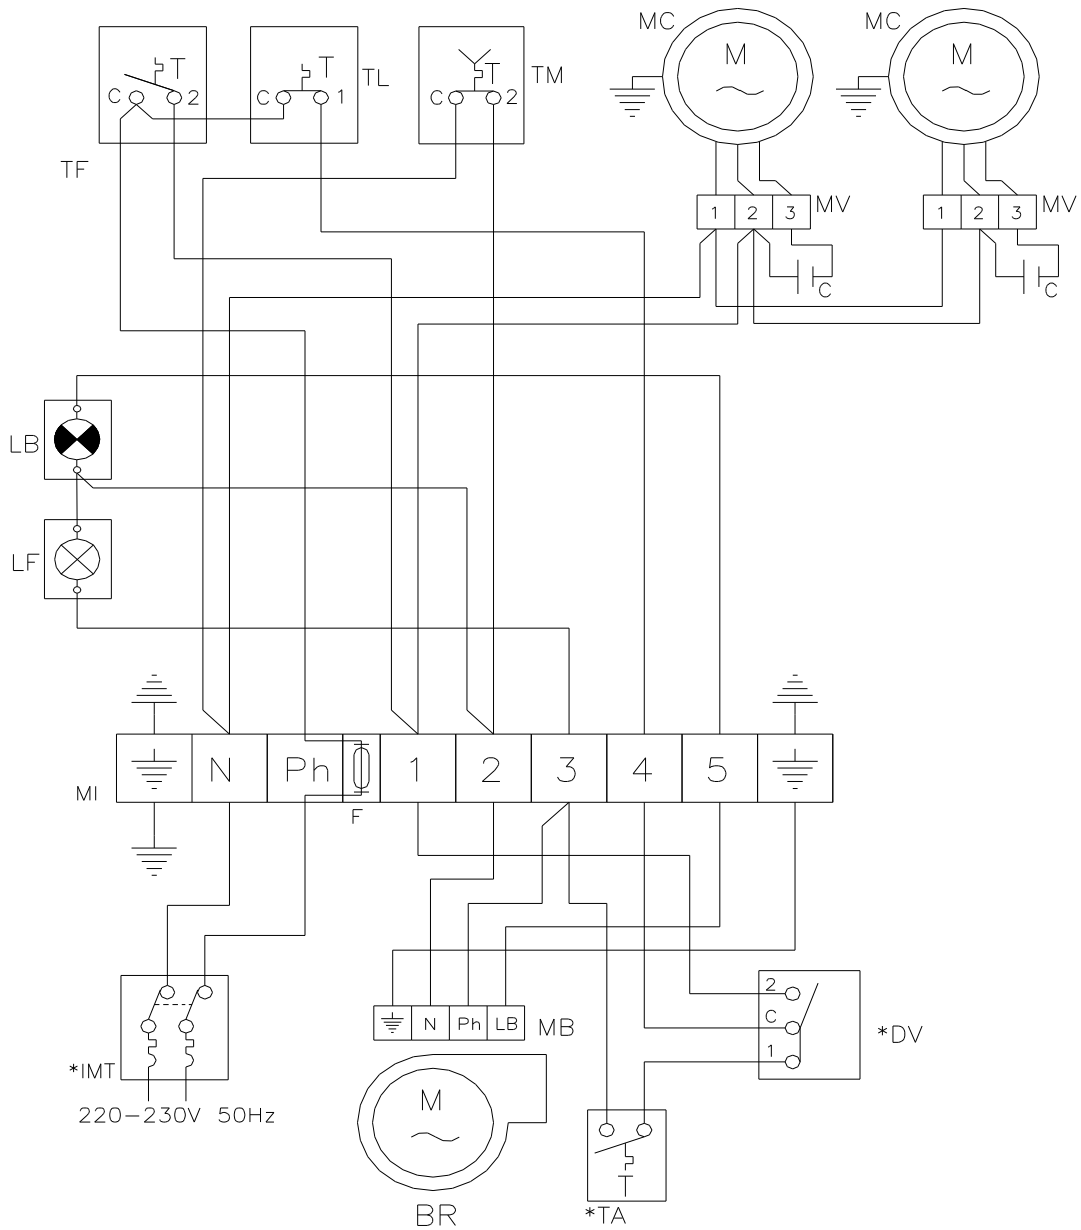 MC MC
M M
T T T
TL TM
C 2 C 1 C 2
TF
MV MV
1 2 3 1 2 3
C C
LB
LF
N Ph 1 2 3 4 5
MI
F
2
C
1
*DV
N Ph LB MB
*IMT
220-230V 50Hz
M
T
BR
*TA